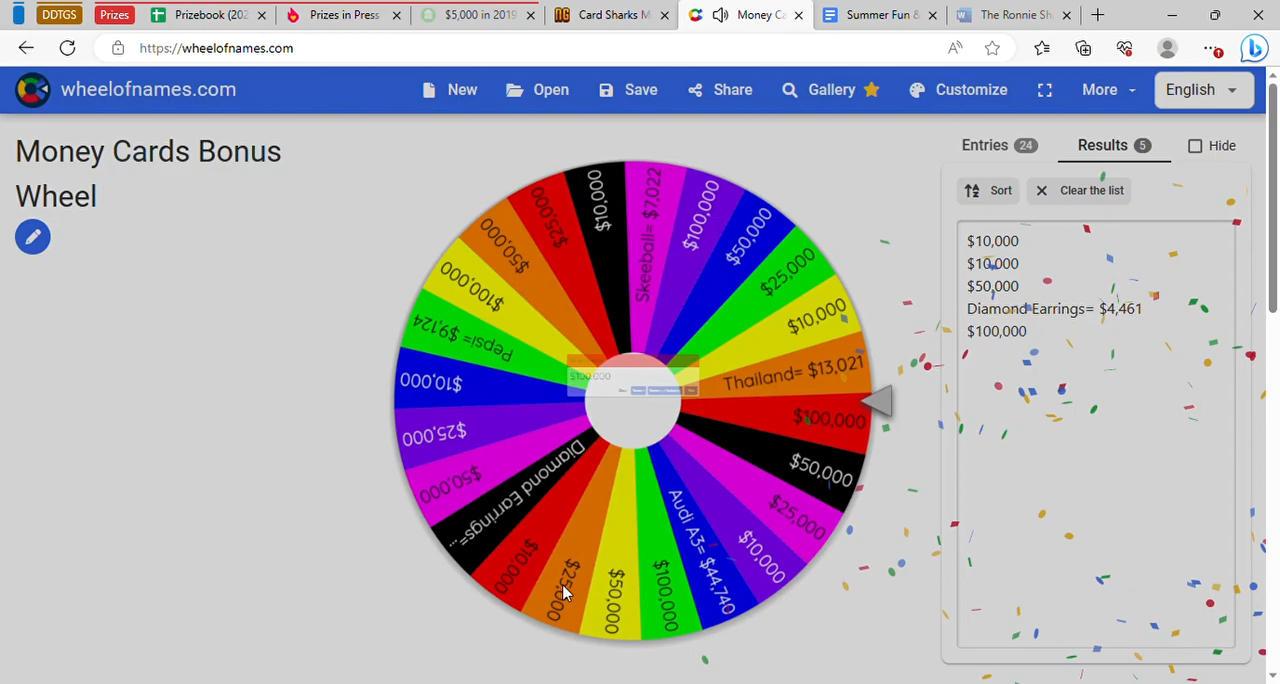 DDTGS
Prizes
Prizebook (202
Prizes in Press
$5,000 in 2019
Card Sharks M
Money Ca
Summer Fun &
The Ronnie Sh
https://wheelofnames.com
wheelofnames.com
New
Open
Save
Share
Gallery
Customize
More
English
Money Cards Bonus
Wheel
Entries 24
Results 5
Hide
Sort
Clear the list
$10,000
$10,000
$50,000
Diamond Earrings= $4,461
$100,000
Skeeball= $7,022
$100,000
$50,000
$25,000
$10,000
Thailand= $13,021
$100,000
$50,000
$25,000
$10,000
Audi A3= $44,740
$100,000
$50,000
$25,000
$10,000
Diamond Earrings=...
$50,000
$25,000
$10,000
Pepsi= $9,124
$100,000
$50,000
$25,000
$10,000
$100,000